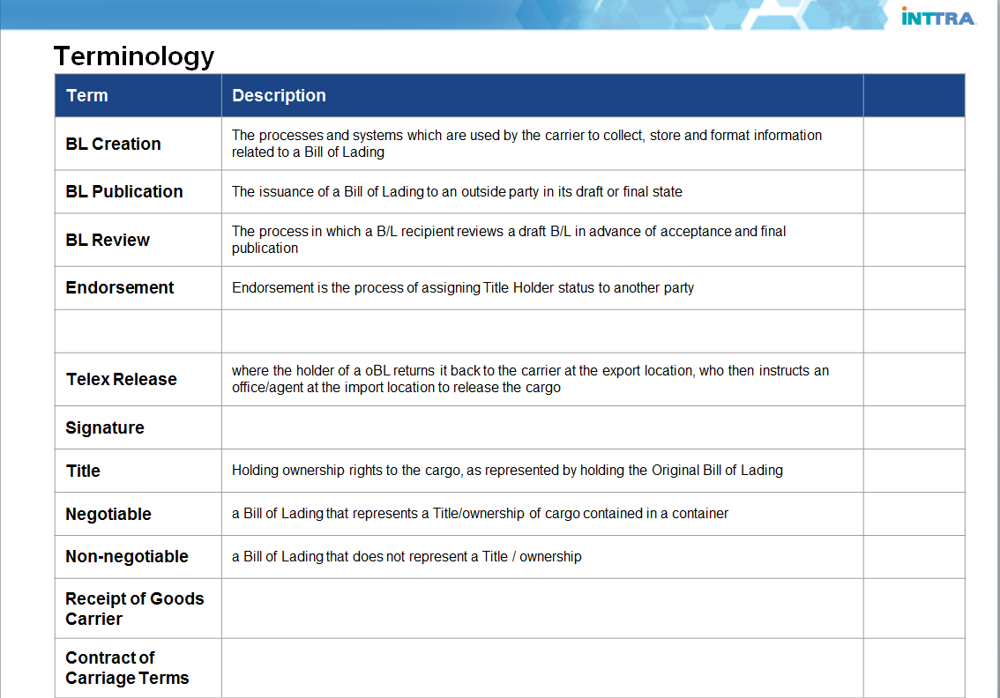 INTTRA
Terminology
Term Description
BL Creation
The processes and systems which are used by the carrier to collect, store and format information
related to a Bill of Lading
BL Publication
The issuance of a Bill of Lading to an outside party in its draft or final state
BL Review
The process in which a B/L recipient reviews a draft B/L in advance of acceptance and final
publication
Endorsement
Endorsement is the process of assigning Title Holder status to another party
Telex Release
where the holder of a oBL returns it back to the carrier at the export location, who then instructs an
office/agent at the import location to release the cargo
Signature
Title
Holding ownership rights to the cargo, as represented by holding the Original Bill of Lading
Negotiable
a Bill of Lading that represents a Title/ownership of cargo contained in a container
Non-negotiable
a Bill of Lading that does not represent a Title / ownership
Receipt of Goods
Carrier
Contract of
Carriage Terms